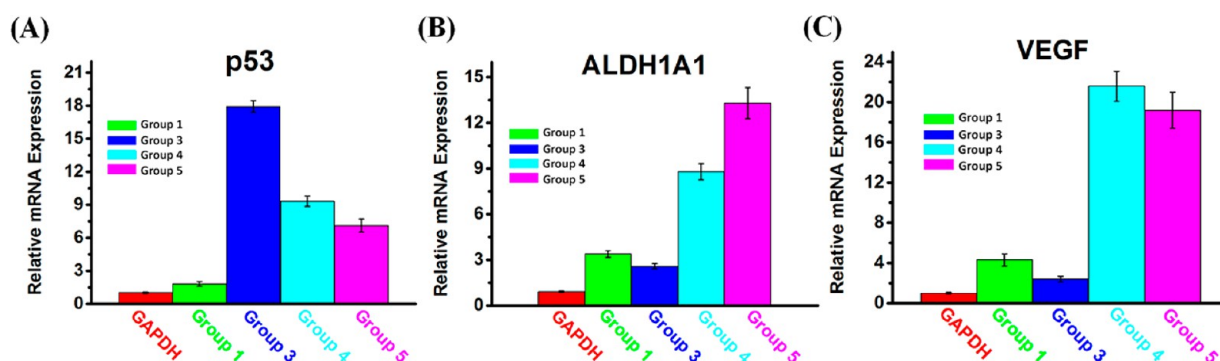 (A)
p53
Relative mRNA Expression
21
18
15
12
9
6
3
0
Group 1
Group 3
Group 4
Group 5
GAPDH
Group 1
Group 3
Group 4
Group 5
(B)
ALDH1A1
Relative mRNA Expression
15
12
9
6
3
0
Group 1
Group 3
Group 4
Group 5
GAPDH
Group 1
Group 3
Group 4
Group 5
(C)
VEGF
Relative mRNA Expression
24
20
16
12
8
4
0
Group 1
Group 3
Group 4
Group 5
GAPDH
Group 1
Group 3
Group 4
Group 5